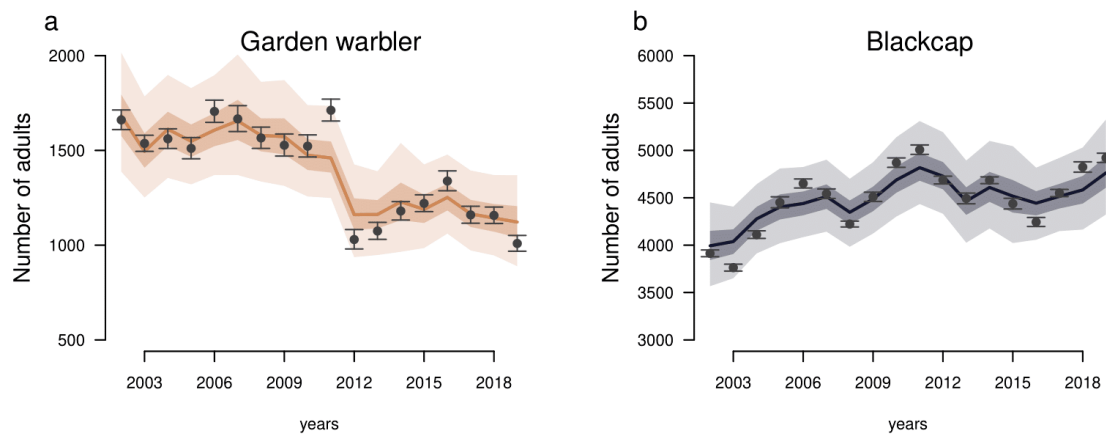 a
Garden warbler
Number of adults
2000
1500
1000
500
2003 2006 2009 2012 2015 2018
years
b
Blackcap
Number of adults
6000
5500
5000
4500
4000
3500
3000
2003 2006 2009 2012 2015 2018
years